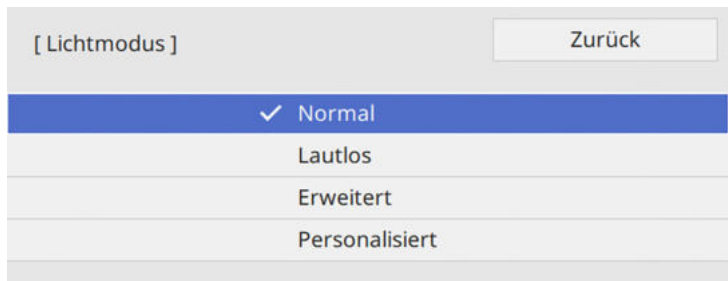 [ Lichtmodus ]
Zurück
Normal
Lautlos
Erweitert
Personalisiert